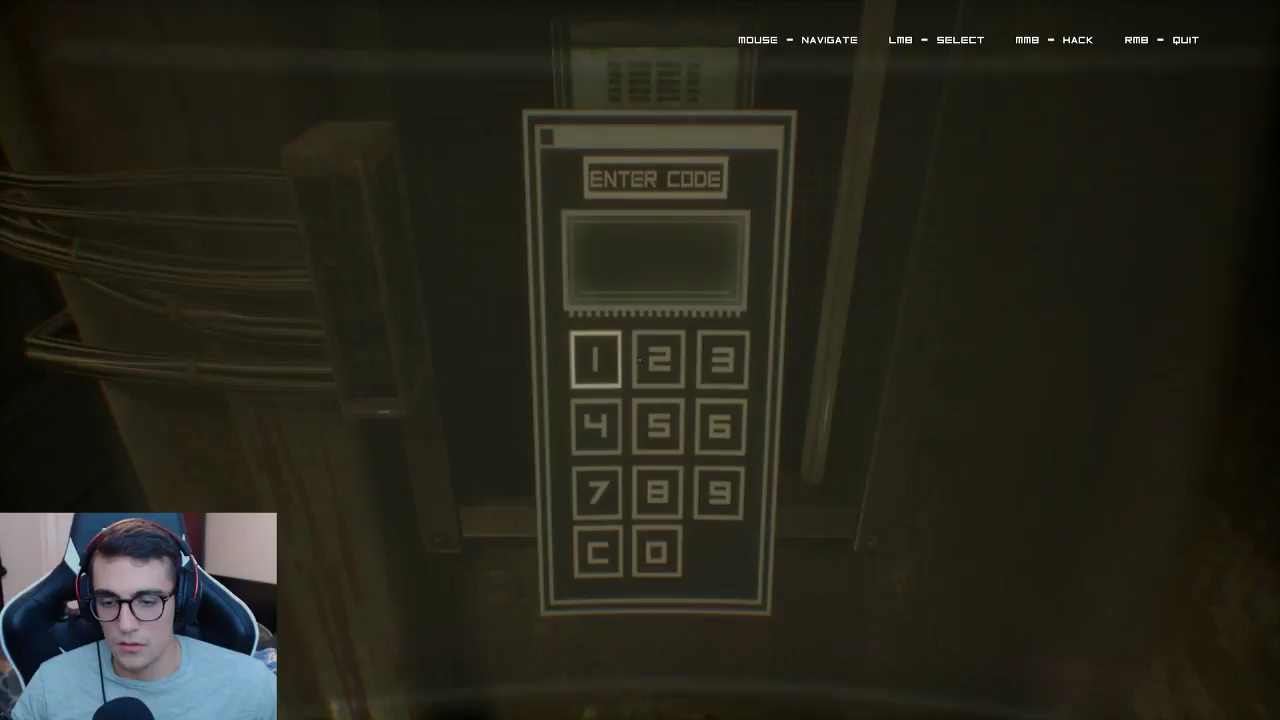 MOUSE - NAVIGATE LMB - SELECT MMB - HACK RMB - QUIT
ENTER CODE
1 2 3
4 5 6
7 8 9
C 0